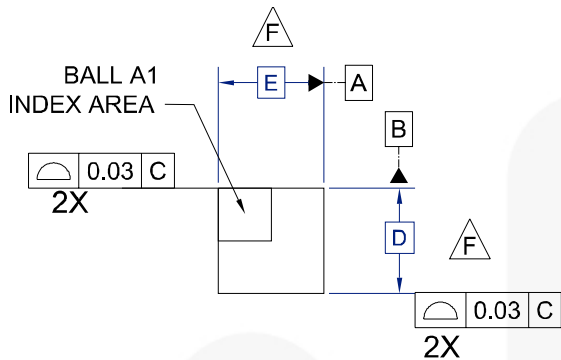 F
E
A
BALL A1
INDEX AREA
B
0.03 C
2X
D
F
0.03 C
2X